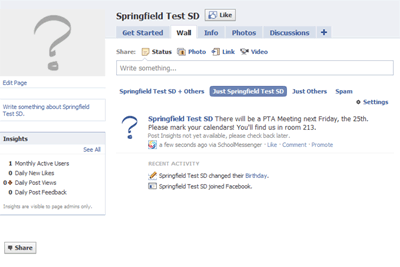 Springfield Test SD Like
Get Started Wall Info Photos Discussions +
Share: Status Photo Link Video
Write something...
Edit Page
Springfield Test SD + Others Just Springfield Test SD Just Others Spam
Settings
Write something about Springfield
Test SD.
Springfield Test SD There will be a PTA Meeting next Friday, the 25th.
Please mark your calendars! You'll find us in room 213.
Post Insights not yet available, please check back later.
a few seconds ago via SchoolMessenger · Like · Comment · Promote
Insights
See All
1 Monthly Active Users
0 Daily New Likes
0 Daily Post Views
0 Daily Post Feedback
Insights are visible to page admins only.
RECENT ACTIVITY
Springfield Test SD changed their Birthday.
Springfield Test SD joined Facebook.
Share